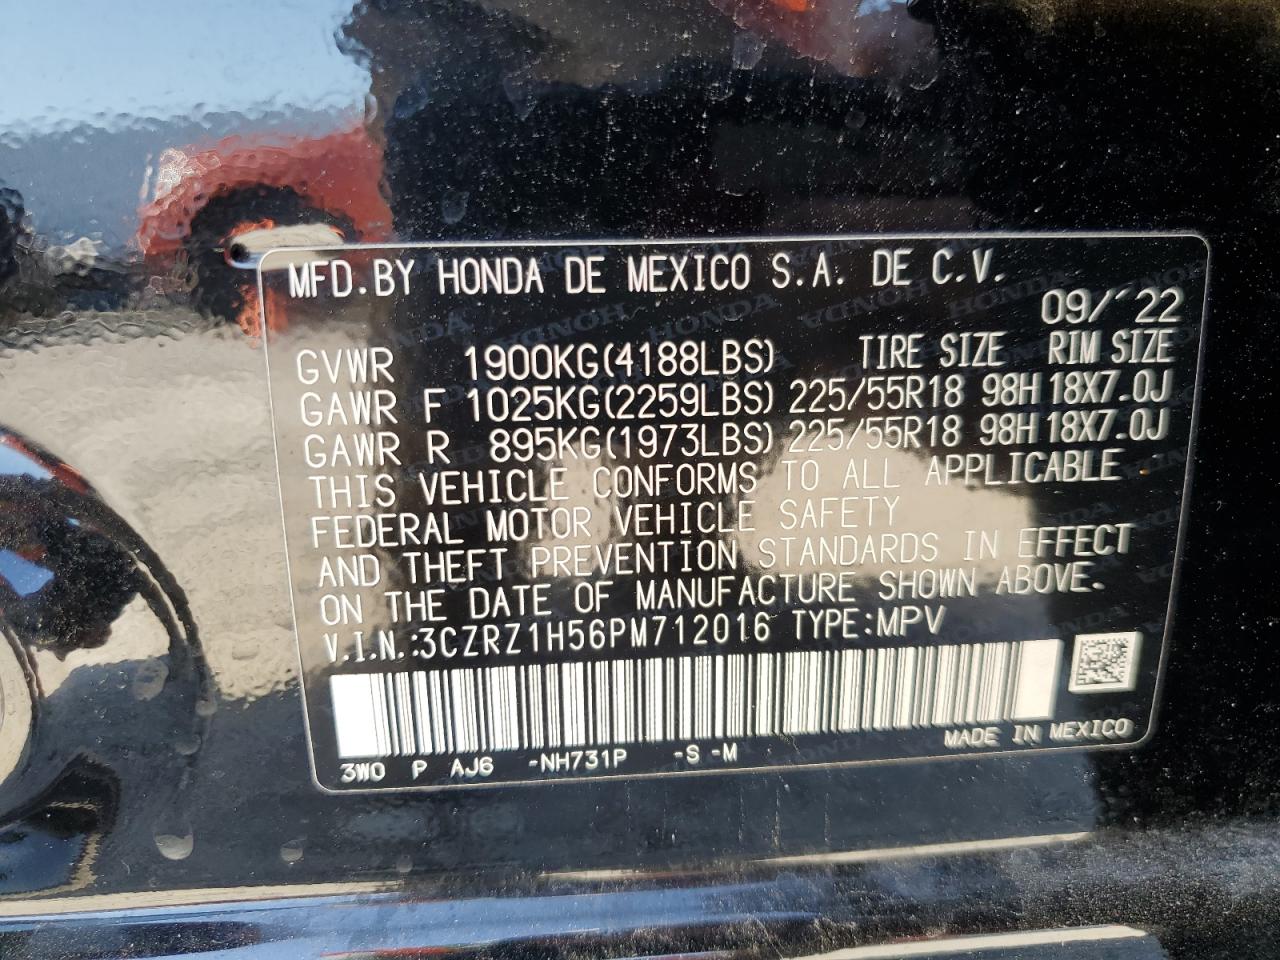 MFD.BY HONDA DE MEXICO S.A. DE C.V.
09/ 22
GVWR 1900KG(4188LBS) TIRE SIZE RIM SIZE
GAWR F 1025KG(2259LBS) 225/55R18 98H 18X7.0J
GAWR R 895KG(1973LBS) 225/55R18 98H 18X7.0J
THIS VEHICLE CONFORMS TO ALL APPLICABLE
FEDERAL MOTOR VEHICLE SAFETY
AND THEFT PREVENTION STANDARDS IN EFFECT
ON THE DATE OF MANUFACTURE SHOWN ABOVE.
V.I.N.:3CZRZ1H56PM712016 TYPE:MPV
MADE IN MEXICO
3W0 P AJ6 -NH731P -S -M